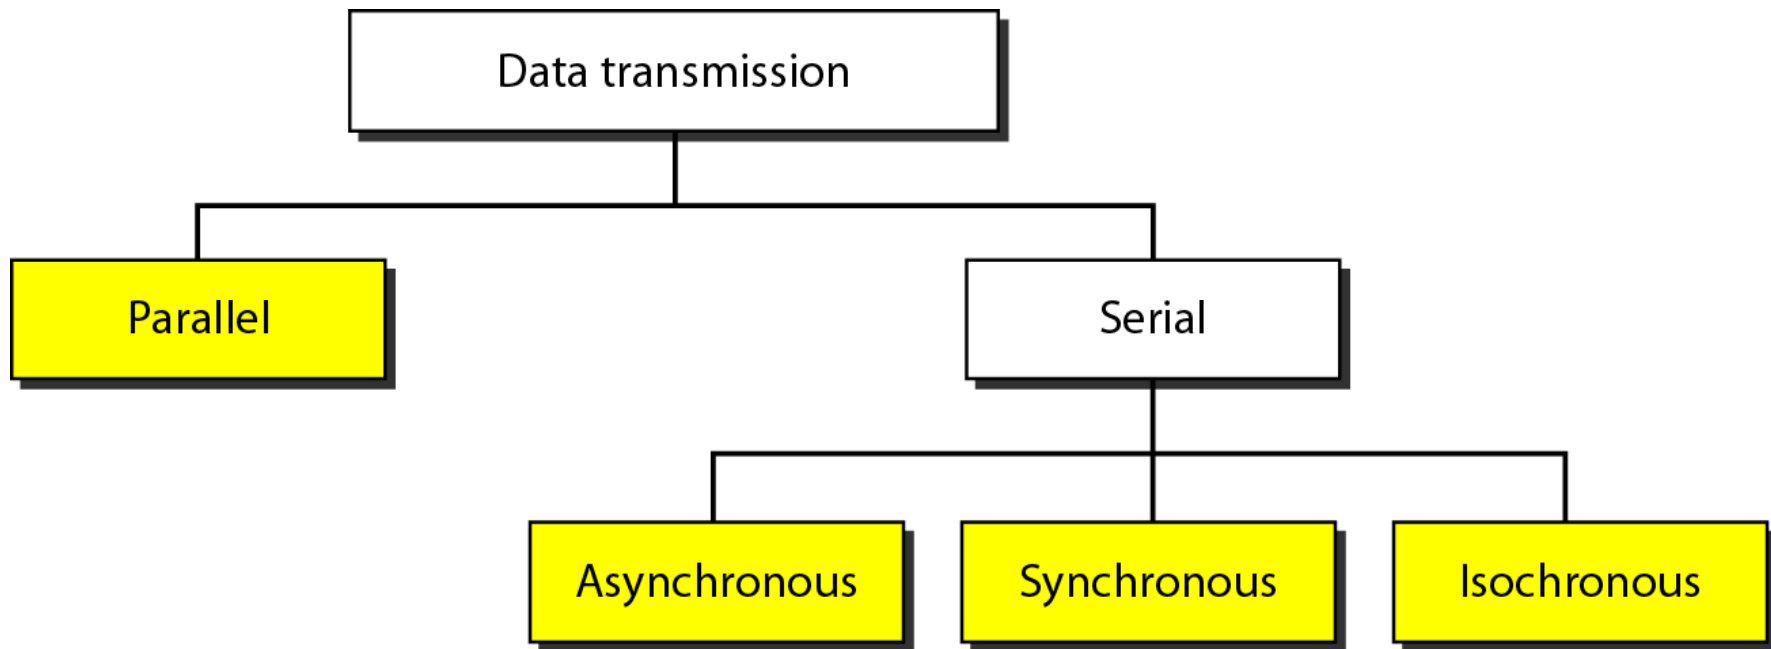 Data transmission
Parallel
Serial
Asynchronous
Synchronous
Isochronous